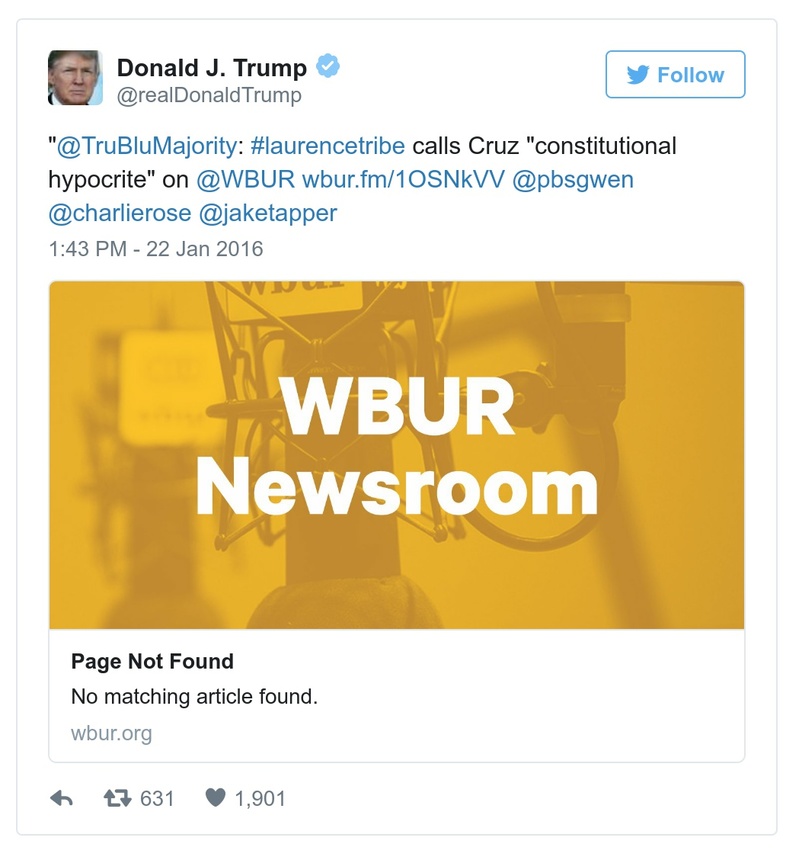 Donald J. Trump
@realDonaldTrump
Follow
"@TruBluMajority: #laurencetribe calls Cruz "constitutional
hypocrite" on @WBUR wbur.fm/1OSNkVV @pbsgwen
@charlierose @jaketapper
1:43 PM - 22 Jan 2016
wbur
WBUR
Newsroom
Page Not Found
No matching article found.
wbur.org
631 1,901